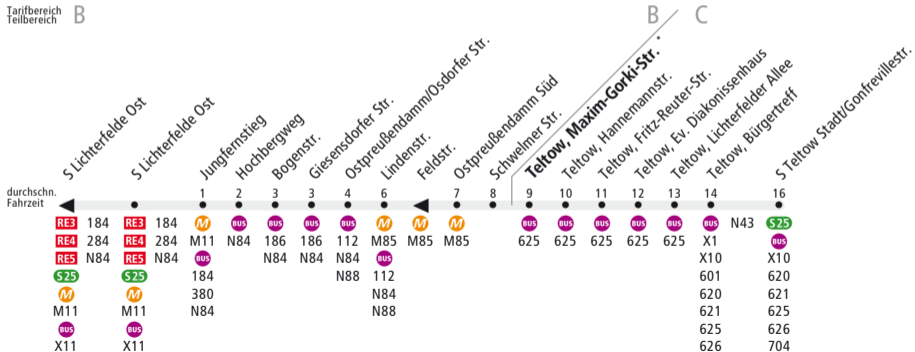 Tarifbereich
Teilbereich
B
B
C
S Lichterfelde Ost
S Lichterfelde Ost
Jungfernstieg
Hochbergweg
Bogenstr.
Giesensdorfer Str.
Ostpreußendamm/Osdorfer Str.
Lindenstr.
Feldstr.
Ostpreußendamm Süd
Schwelmer Str.
Teltow, Maxim-Gorki-Str. *
Teltow, Hannemannstr.
Teltow, Fritz-Reuter-Str.
Teltow, Ev. Diakonissenhaus
Teltow, Lichterfelder Allee
Teltow, Bürgertreff
S Teltow Stadt/Gonfrevillestr.
durchschn.
Fahrzeit
1 2 3 3 4 6 7 8 9 10 11 12 13 14 16
RE3 184 RE3 184 M BUS BUS BUS BUS M M M BUS BUS BUS BUS BUS BUS N43 S25
RE4 284 RE4 284 M11 N84 186 186 112 M85 M85 M85 625 625 625 625 625 X1 BUS
RE5 N84 RE5 N84 BUS N84 N84 N84 BUS X10 X10
S25 S25 184 N88 112 601 620
M M 380 N84 620 621
M11 M11 N84 N88 621 625
BUS BUS 625 626
X11 X11 626 704